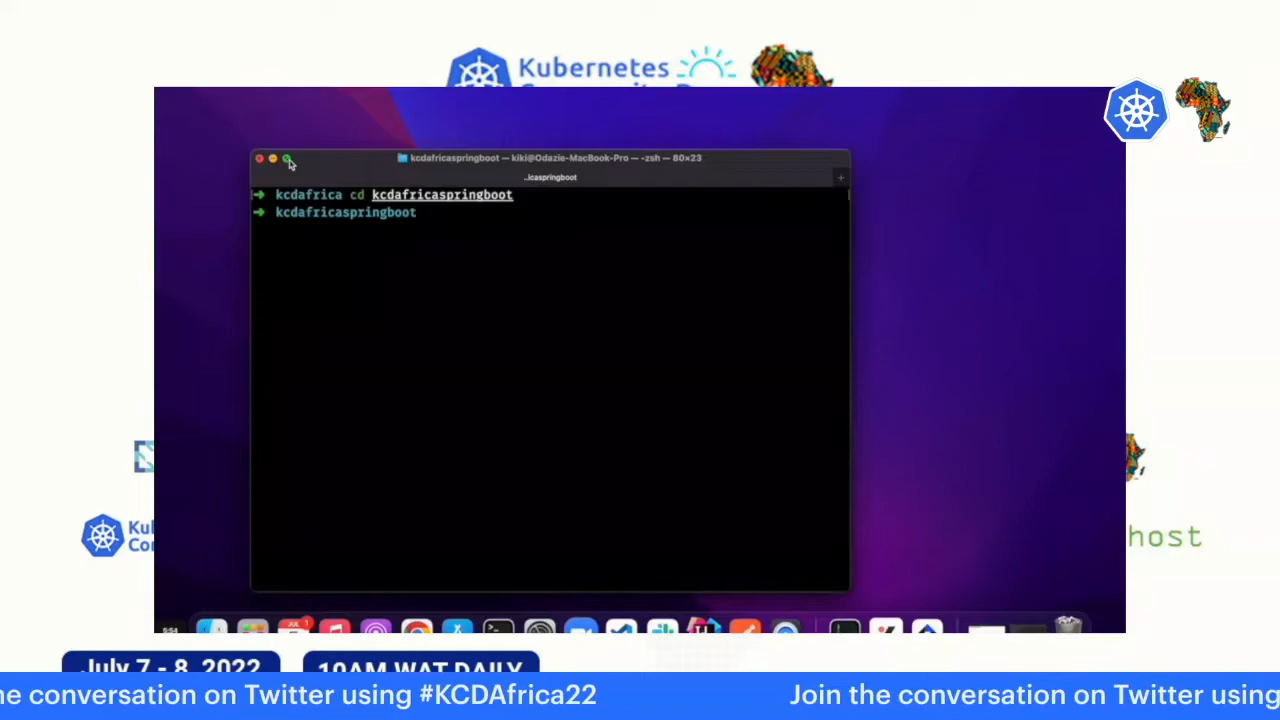 Kubernetes
kcdafricaspringboot — kiki@Odazie-MacBook-Pro — -zsh — 80×23
..icaspringboot
+
➜ kcdafrica cd kcdafricaspringboot
➜ kcdafricaspringboot
host
JUL
July 7 - 8, 2022
10AM WAT DAILY
he conversation on Twitter using #KCDAfrica22
Join the conversation on Twitter using